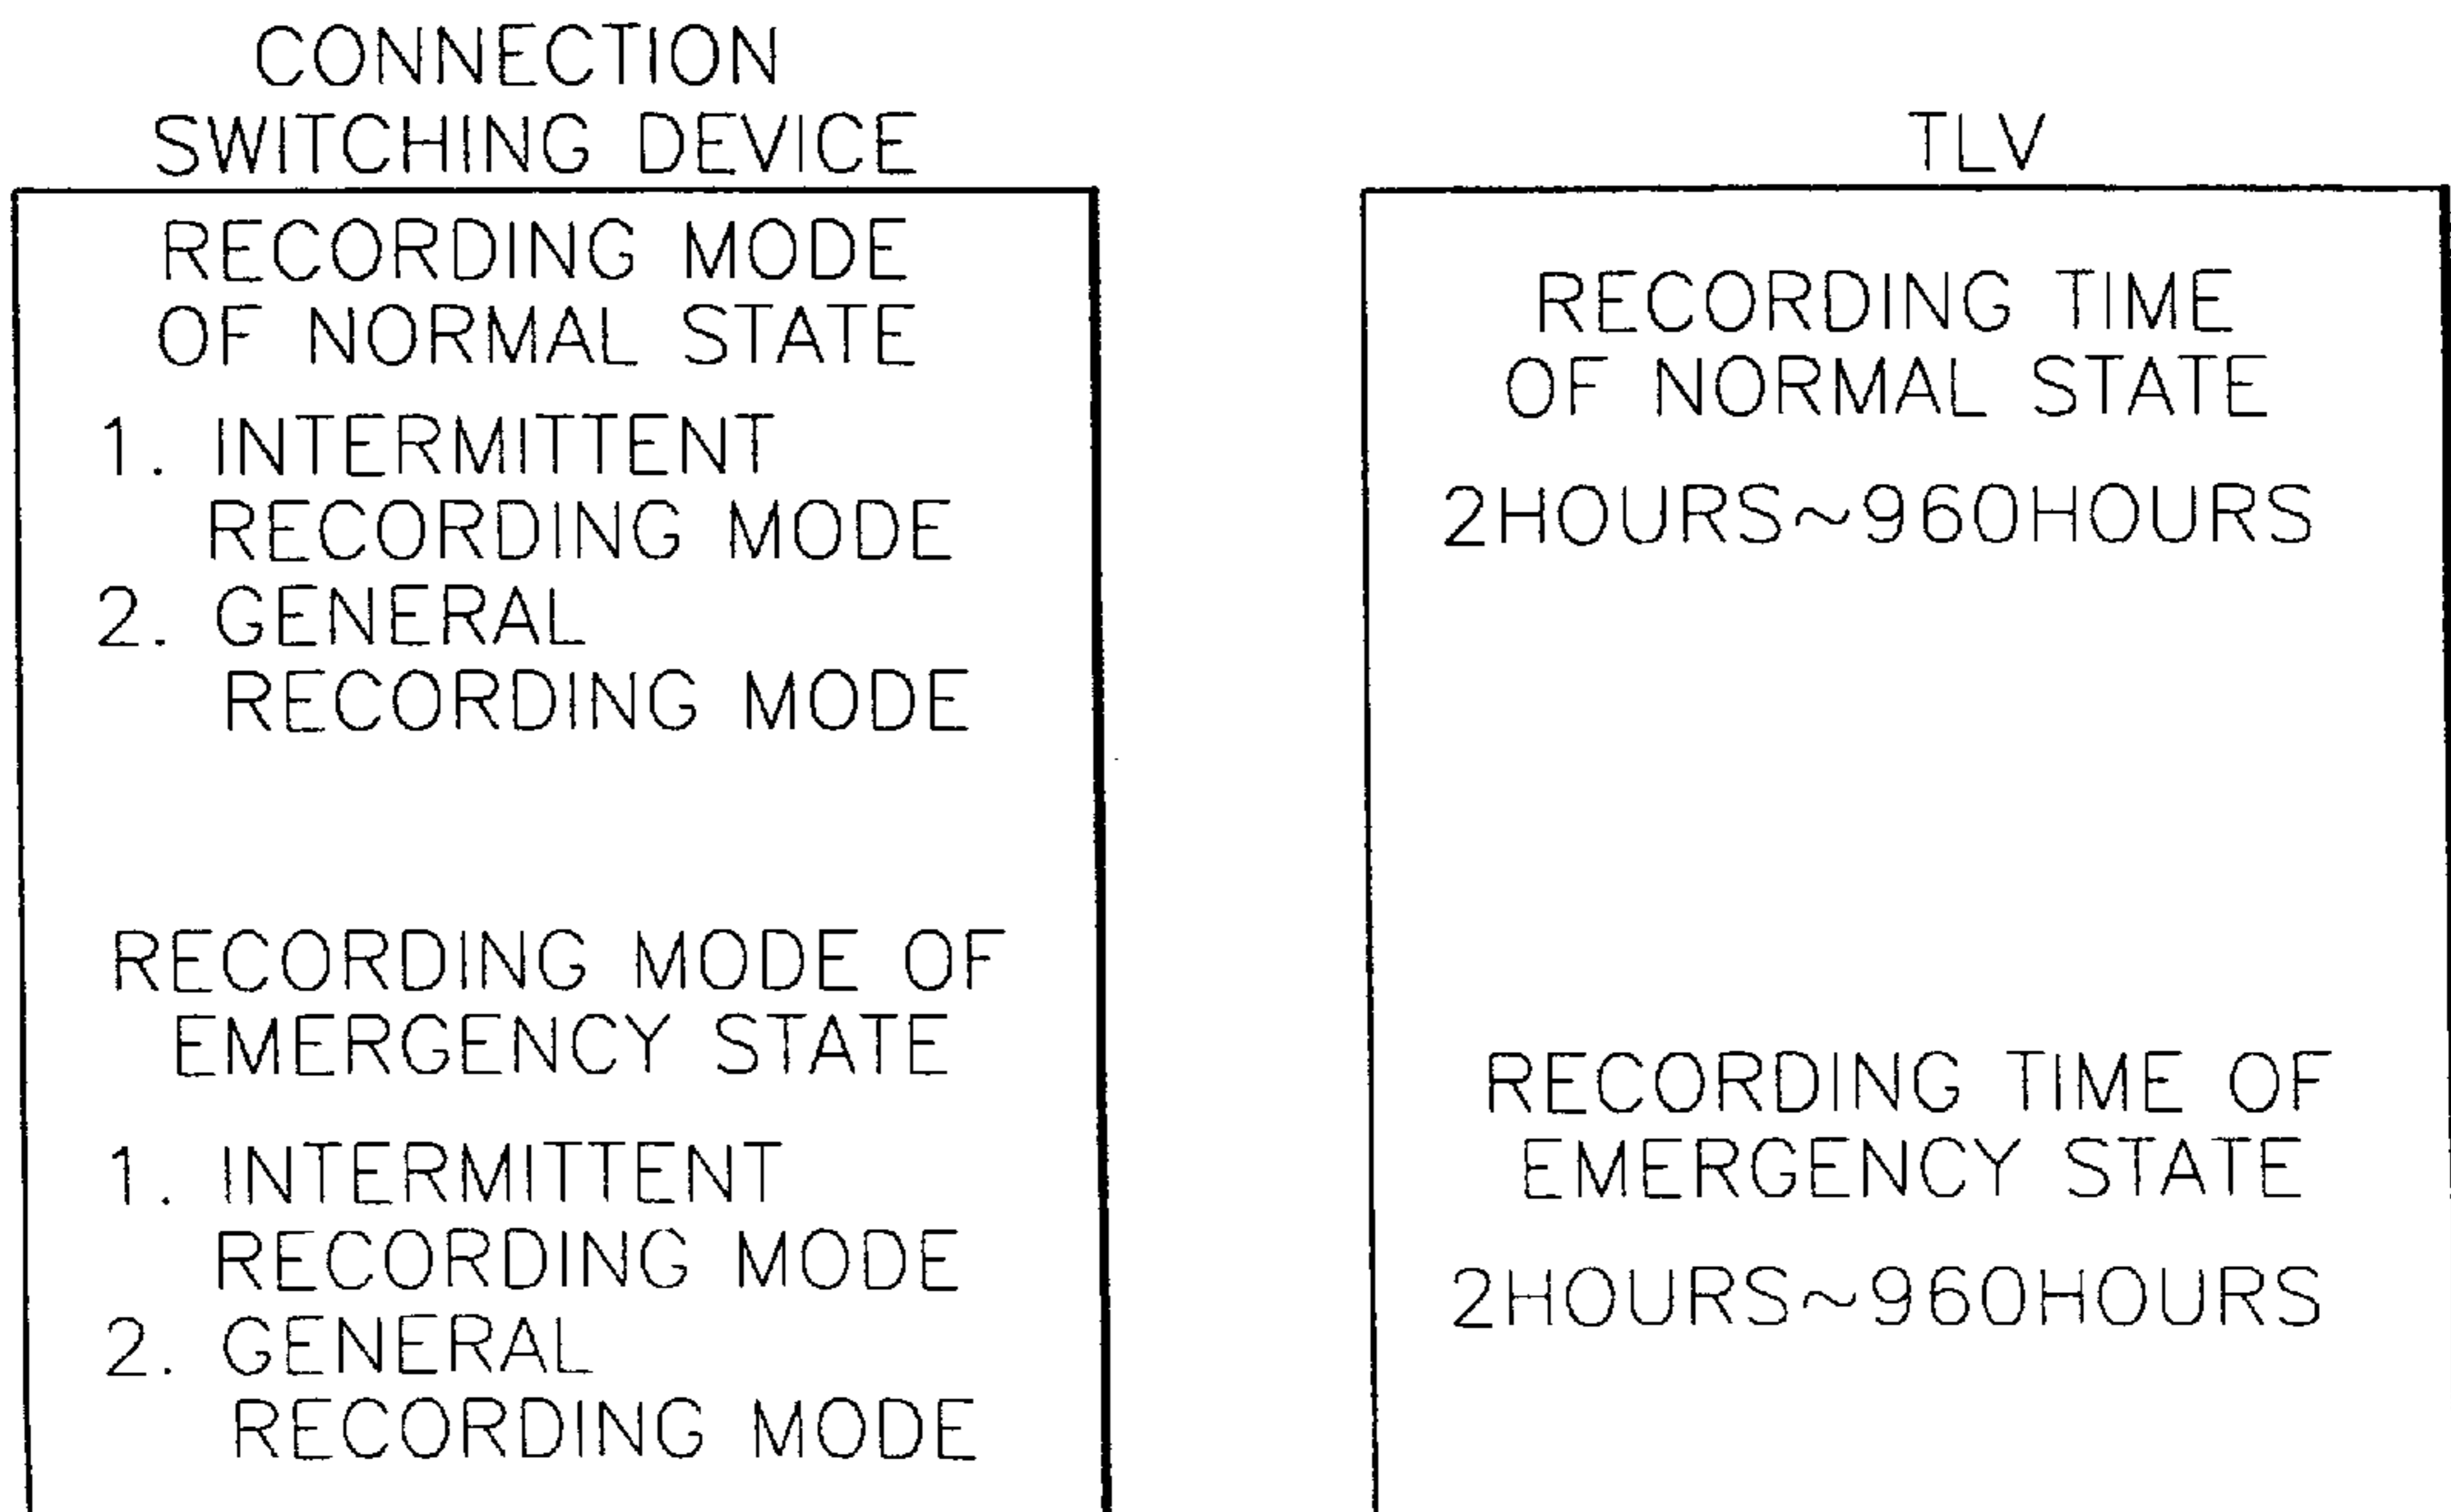 CONNECTION
SWITCHING DEVICE
RECORDING MODE
OF NORMAL STATE
1. INTERMITTENT
RECORDING MODE
2. GENERAL
RECORDING MODE
RECORDING MODE OF
EMERGENCY STATE
1. INTERMITTENT
RECORDING MODE
2. GENERAL
RECORDING MODE
TLV
RECORDING TIME
OF NORMAL STATE
2HOURS~960HOURS
RECORDING TIME OF
EMERGENCY STATE
2HOURS~960HOURS